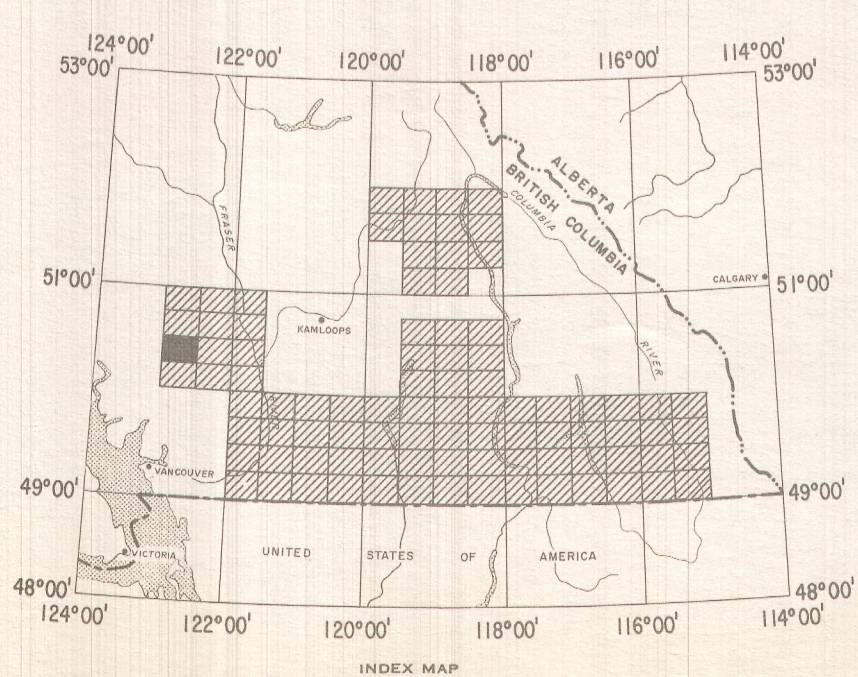 124°00' 122°00' 120°00' 118°00' 116°00' 114°00'
53°00' 53°00'
ALBERTA
BRITISH COLUMBIA
COLUMBIA
FRASER
51°00' CALGARY 51°00'
KAMLOOPS
RIVER
RIVER
VANCOUVER
49°00' 49°00'
VICTORIA UNITED STATES OF AMERICA
48°00' 48°00'
124°00' 122°00' 120°00' 118°00' 116°00' 114°00'
INDEX MAP